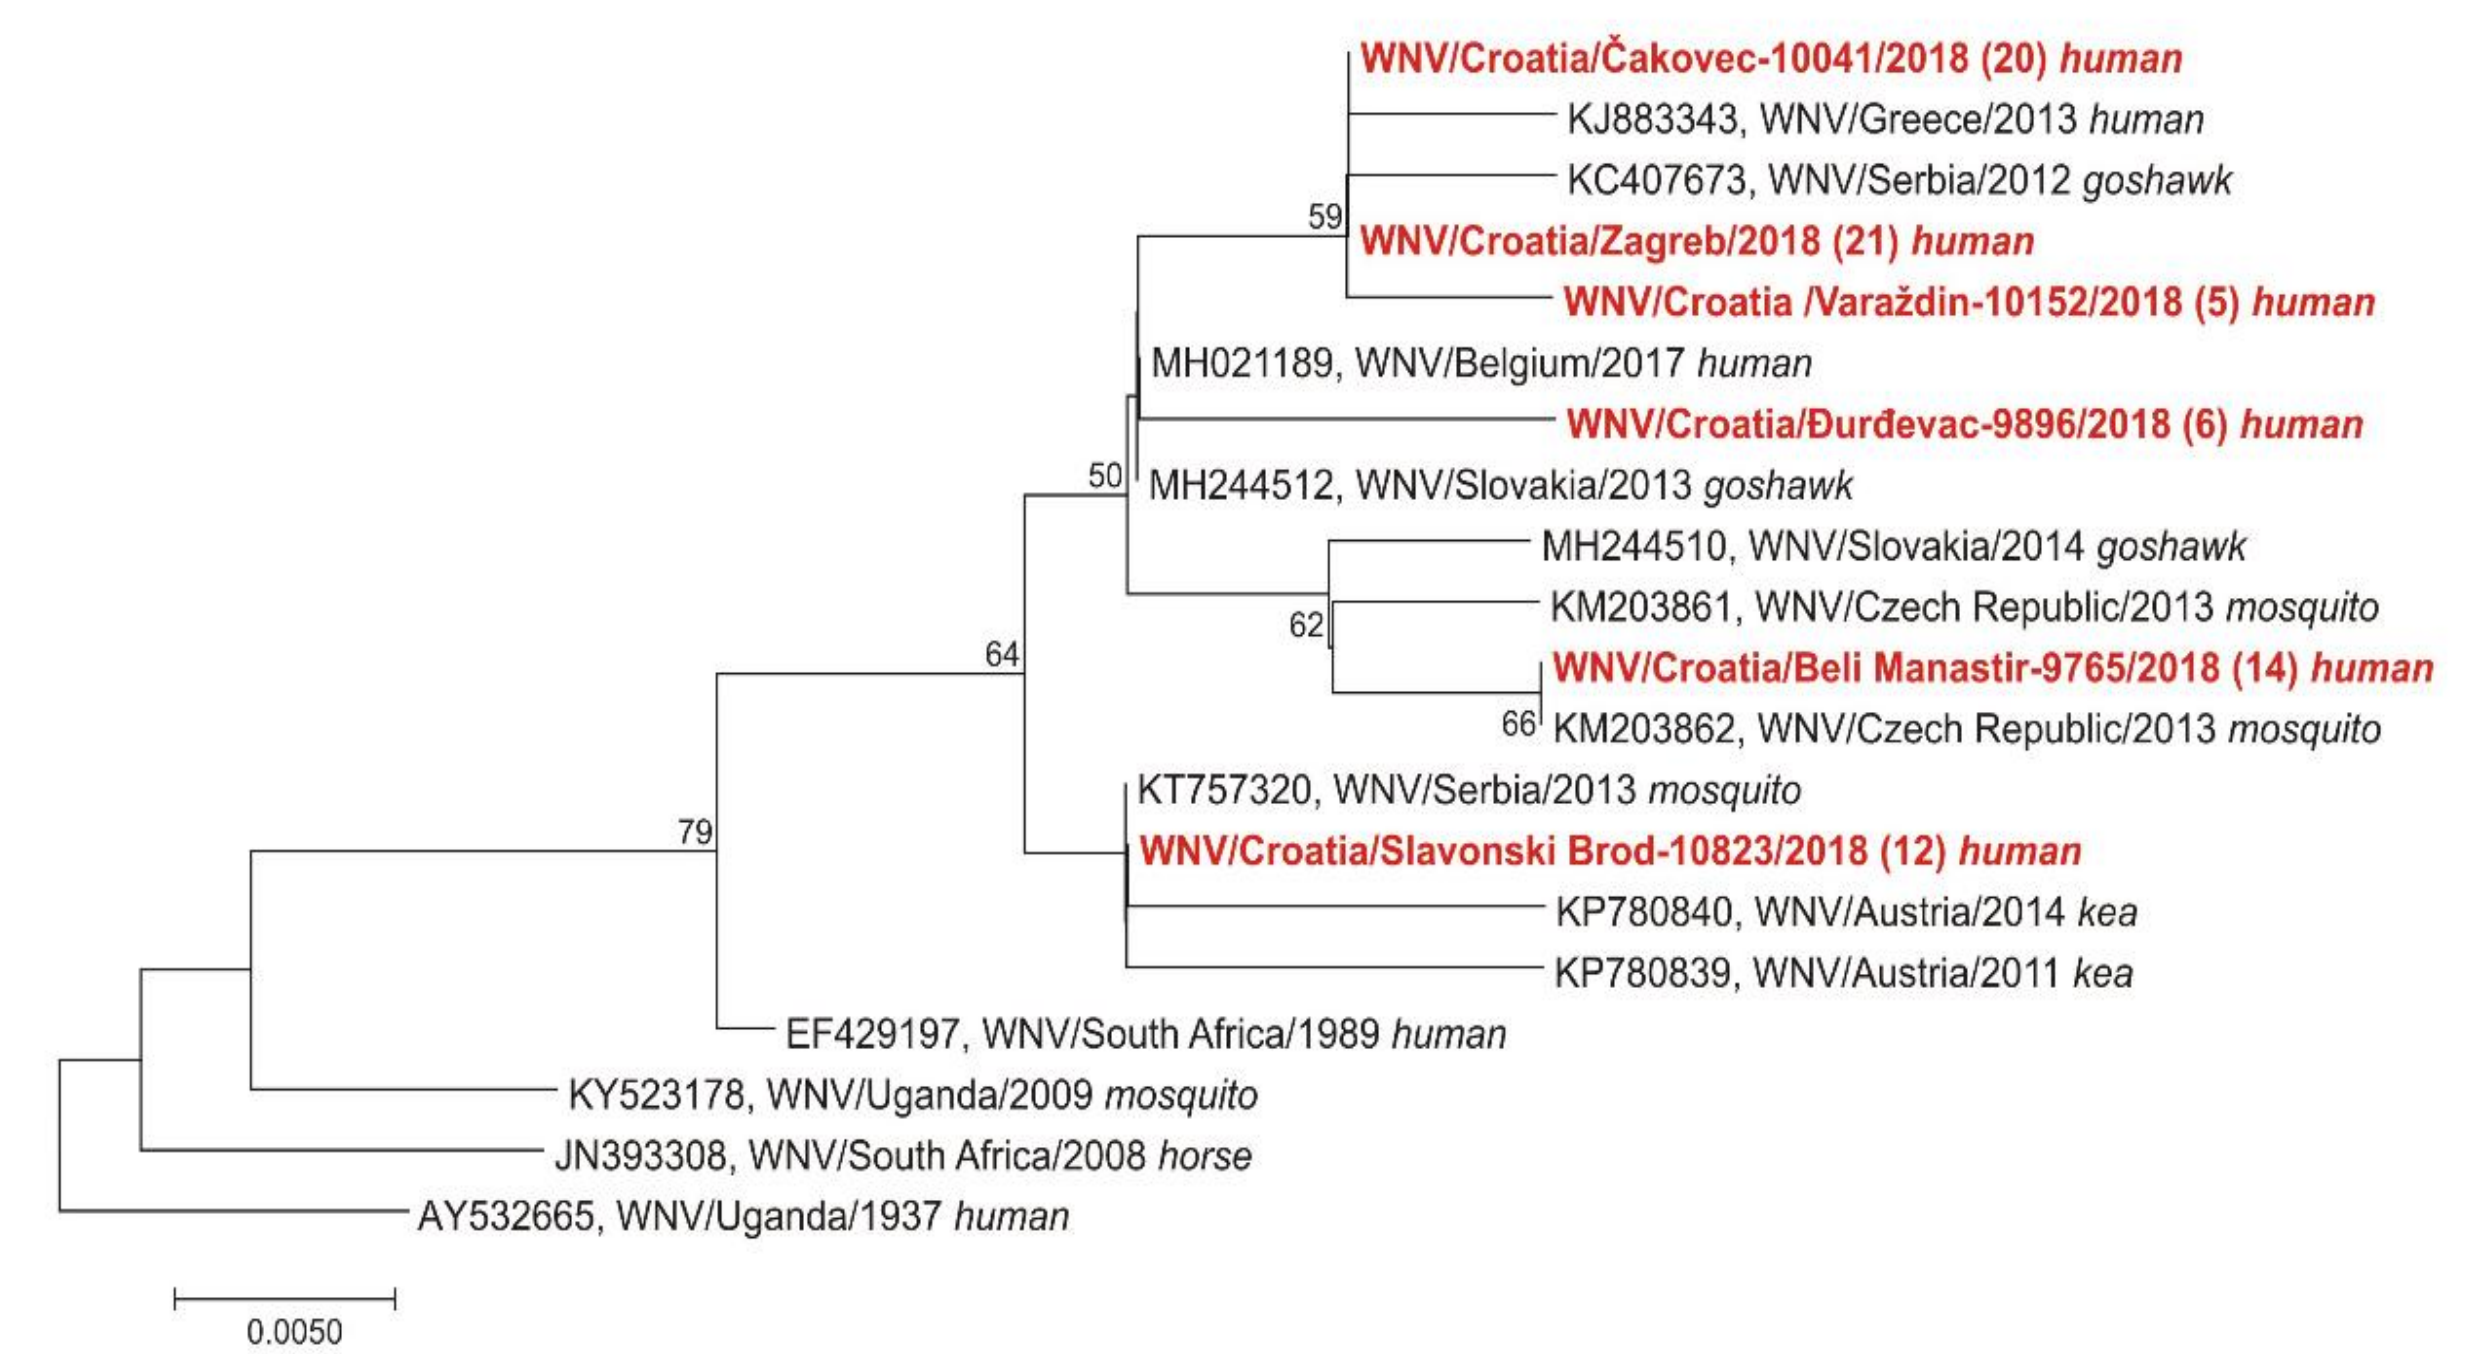 WNV/Croatia/Čakovec-10041/2018 (20) human
KJ883343, WNV/Greece/2013 human
KC407673, WNV/Serbia/2012 goshawk
59
WNV/Croatia/Zagreb/2018 (21) human
WNV/Croatia /Varaždin-10152/2018 (5) human
MH021189, WNV/Belgium/2017 human
WNV/Croatia/Đurđevac-9896/2018 (6) human
50
MH244512, WNV/Slovakia/2013 goshawk
MH244510, WNV/Slovakia/2014 goshawk
KM203861, WNV/Czech Republic/2013 mosquito
62
64
WNV/Croatia/Beli Manastir-9765/2018 (14) human
66
KM203862, WNV/Czech Republic/2013 mosquito
KT757320, WNV/Serbia/2013 mosquito
79
WNV/Croatia/Slavonski Brod-10823/2018 (12) human
KP780840, WNV/Austria/2014 kea
KP780839, WNV/Austria/2011 kea
EF429197, WNV/South Africa/1989 human
KY523178, WNV/Uganda/2009 mosquito
JN393308, WNV/South Africa/2008 horse
AY532665, WNV/Uganda/1937 human
0.0050